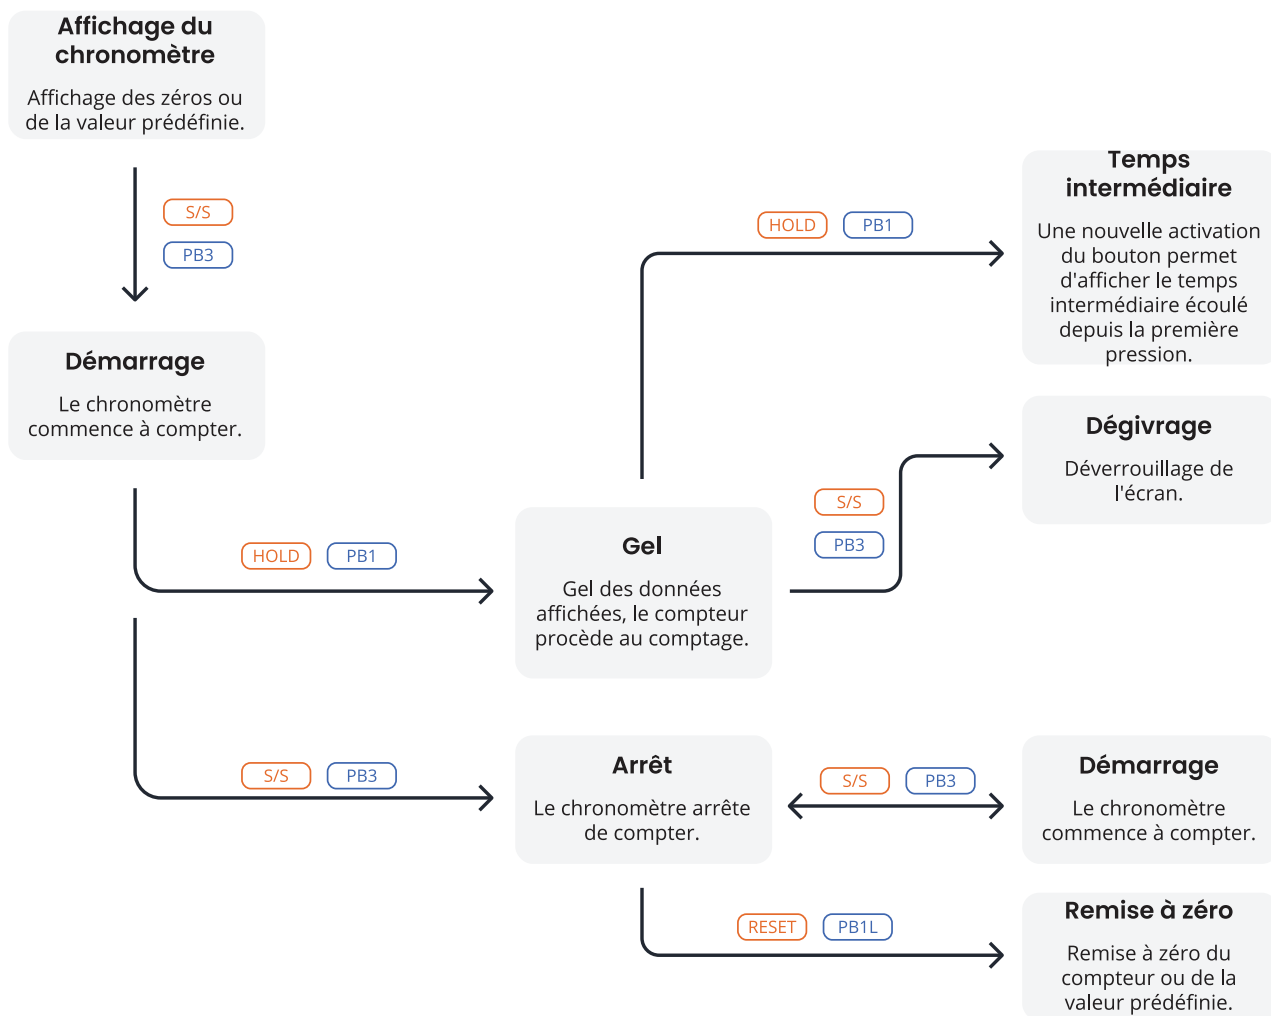 Affichage du
chronomètre
Affichage des zéros ou
de la valeur prédéfinie.
S/S
PB3
Démarrage
Le chronomètre
commence à compter.
HOLD PB1
Temps
intermédiaire
Une nouvelle activation
du bouton permet
d'afficher le temps
intermédiaire écoulé
depuis la première
pression.
Dégivrage
Déverrouillage de
l'écran.
S/S
PB3
HOLD PB1
Gel
Gel des données
affichées, le compteur
procède au comptage.
S/S PB3
Arrêt
Le chronomètre arrête
de compter.
S/S PB3
Démarrage
Le chronomètre
commence à compter.
RESET PB1L
Remise à zéro
Remise à zéro du
compteur ou de la
valeur prédéfinie.